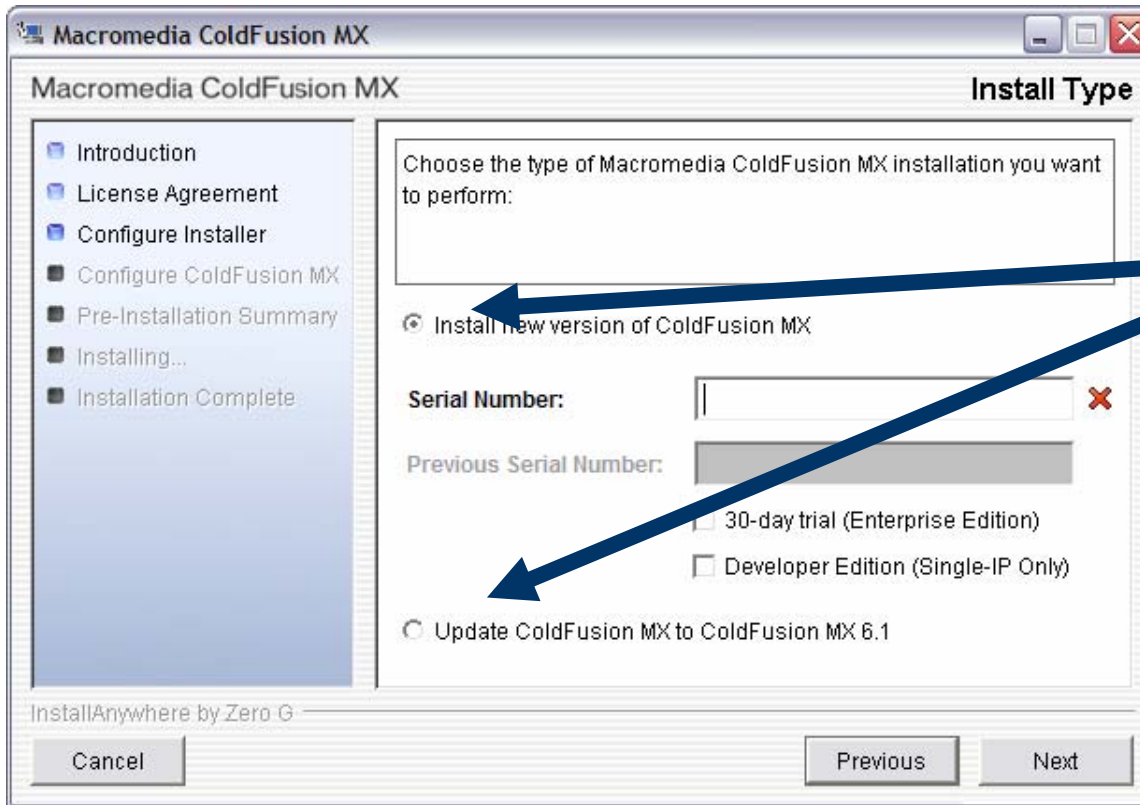 Macromedia ColdFusion MX
Macromedia ColdFusion MX
Install Type
Introduction
License Agreement
Configure Installer
Configure ColdFusion MX
Pre-Installation Summary
Installing...
Installation Complete
Choose the type of Macromedia ColdFusion MX installation you want
to perform:
Install new version of ColdFusion MX
Serial Number:
Previous Serial Number:
30-day trial (Enterprise Edition)
Developer Edition (Single-IP Only)
Update ColdFusion MX to ColdFusion MX 6.1
InstallAnywhere by Zero G
Cancel
Previous
Next